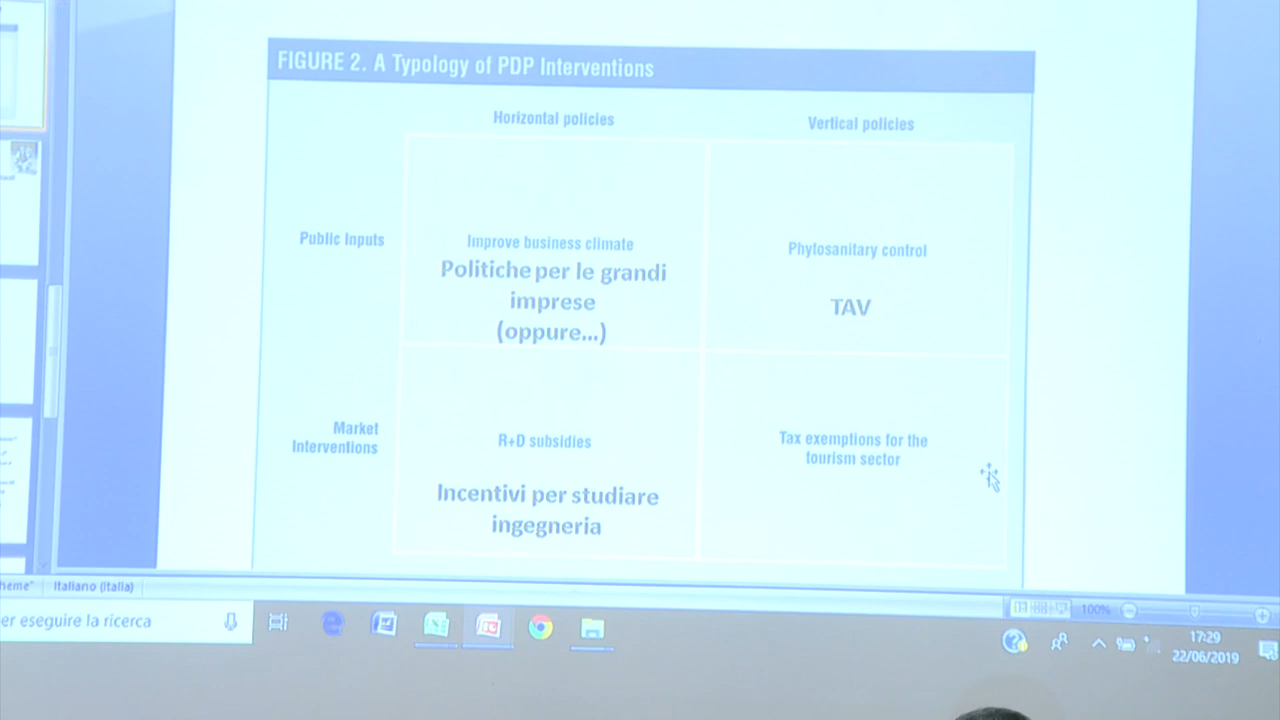 FIGURE 2. A Typology of PDP Interventions
Horizontal policies
Vertical policies
Public Inputs
Improve business climate
Politiche per le grandi
imprese
(oppure...)
Phytosanitary control
TAV
Market
Interventions
R+D subsidies
Incentivi per studiare
ingegneria
Tax exemptions for the
tourism sector
heme"
Italiano (Italia)
100%
er eseguire la ricerca
17:29
22/06/2019